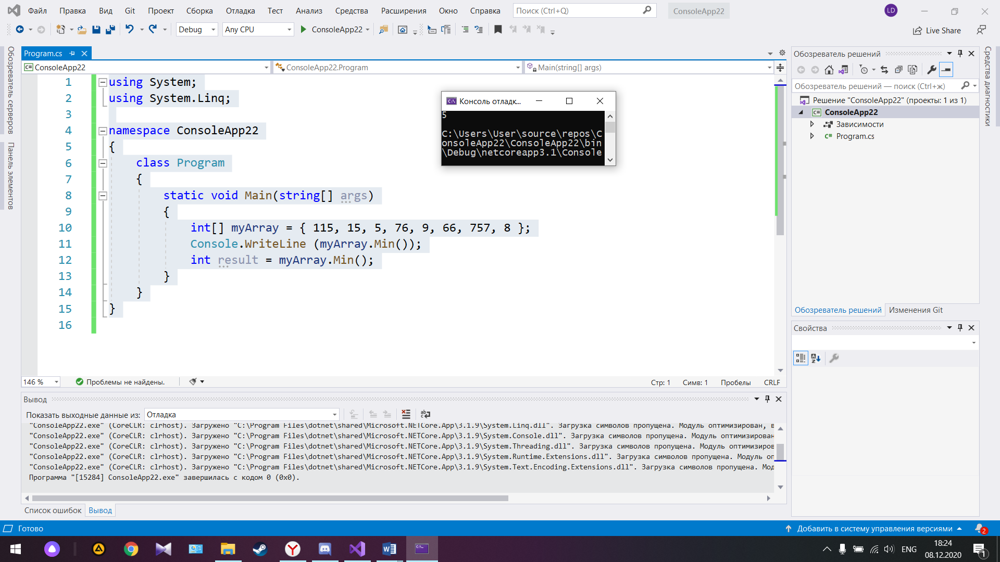 Файл Правка Вид Git Проект Сборка Отладка Тест Анализ Средства Расширения Окно Справка Поиск (Ctrl+Q) ConsoleApp22 LD
Debug Any CPU ConsoleApp22 Live Share
Обозреватель серверов
Панель элементов
Program.cs
ConsoleApp22 ConsoleApp22.Program Main(string[] args)
1 using System;
2 using System.Linq;
3
4 namespace ConsoleApp22
5 {
6 class Program
7 {
8 static void Main(string[] args)
9 {
10 int[] myArray = { 115, 15, 5, 76, 9, 66, 757, 8 };
11 Console.WriteLine (myArray.Min());
12 int result = myArray.Min();
13 }
14 }
15 }
16
Консоль отладк...
5
C:\Users\User\source\repos\C
onsoleApp22\ConsoleApp22\bin
\Debug\netcoreapp3.1\Console
146 % Проблемы не найдены. Стр: 1 Симв: 1 Пробелы CRLF
Вывод
Показать выходные данные из: Отладка
"ConsoleApp22.exe" (CoreCLR: clrhost). Загружено "C:\Program Files\dotnet\shared\Microsoft.NETCore.App\3.1.9\System.Linq.dll". Загрузка символов пропущена. Модуль оптимизирован, в
"ConsoleApp22.exe" (CoreCLR: clrhost). Загружено "C:\Program Files\dotnet\shared\Microsoft.NETCore.App\3.1.9\System.Console.dll". Загрузка символов пропущена. Модуль оптимизирован
"ConsoleApp22.exe" (CoreCLR: clrhost). Загружено "C:\Program Files\dotnet\shared\Microsoft.NETCore.App\3.1.9\System.Threading.dll". Загрузка символов пропущена. Модуль оптимизиров
"ConsoleApp22.exe" (CoreCLR: clrhost). Загружено "C:\Program Files\dotnet\shared\Microsoft.NETCore.App\3.1.9\System.Runtime.Extensions.dll". Загрузка символов пропущена. Модуль оп
"ConsoleApp22.exe" (CoreCLR: clrhost). Загружено "C:\Program Files\dotnet\shared\Microsoft.NETCore.App\3.1.9\System.Text.Encoding.Extensions.dll". Загрузка символов пропущена. Мод
Программа "[15284] ConsoleApp22.exe" завершилась с кодом 0 (0x0).
Список ошибок Вывод
Обозреватель решений
Обозреватель решений — поиск (Ctrl+ж)
Решение "ConsoleApp22" (проекты: 1 из 1)
C# ConsoleApp22
Зависимости
C# Program.cs
Обозреватель решений Изменения Git
Свойства
Средства диагностики
Готово Добавить в систему управления версиями 2
ENG 18:24
08.12.2020 1